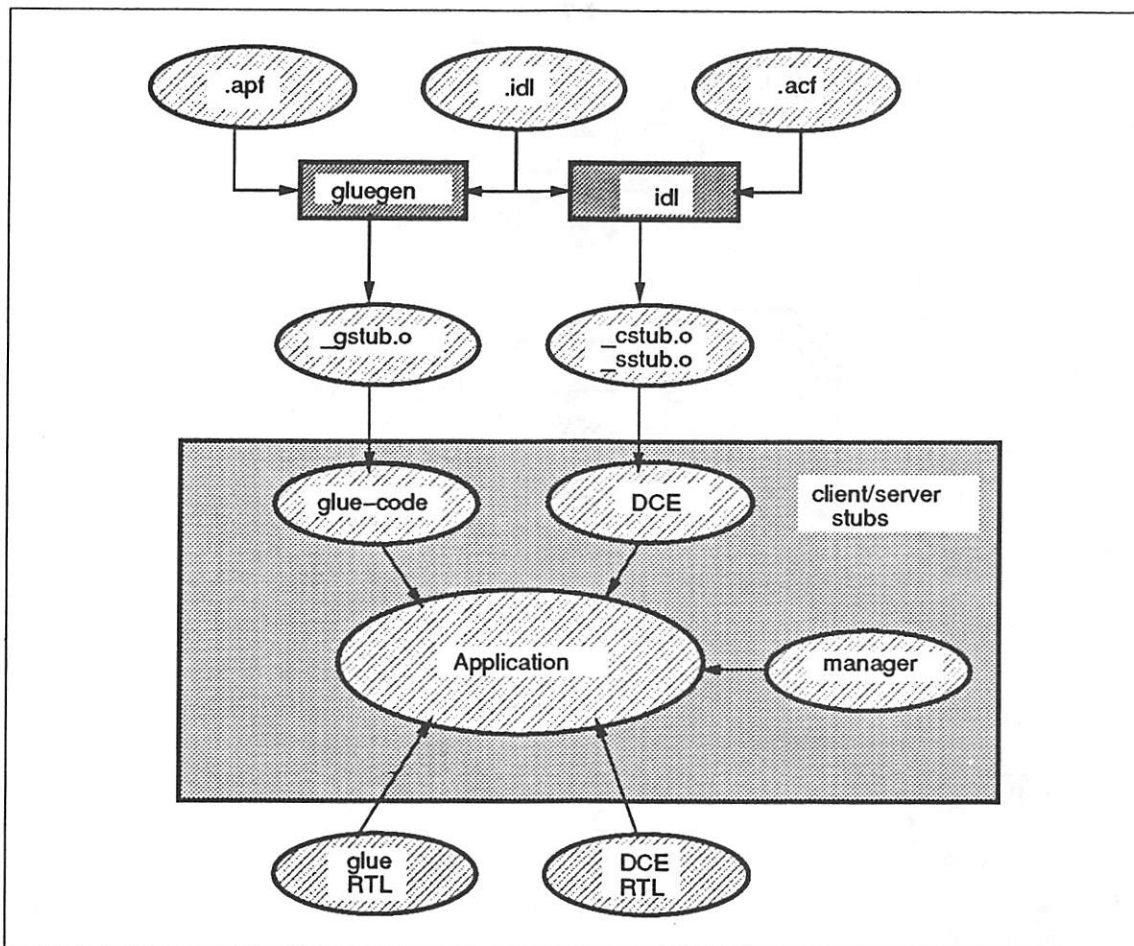 .apf
.idl
.acf
gluegen
idl
_gstub.o
_cstub.o
_sstub.o
glue-code
DCE
client/server
stubs
Application
manager
glue
RTL
DCE
RTL